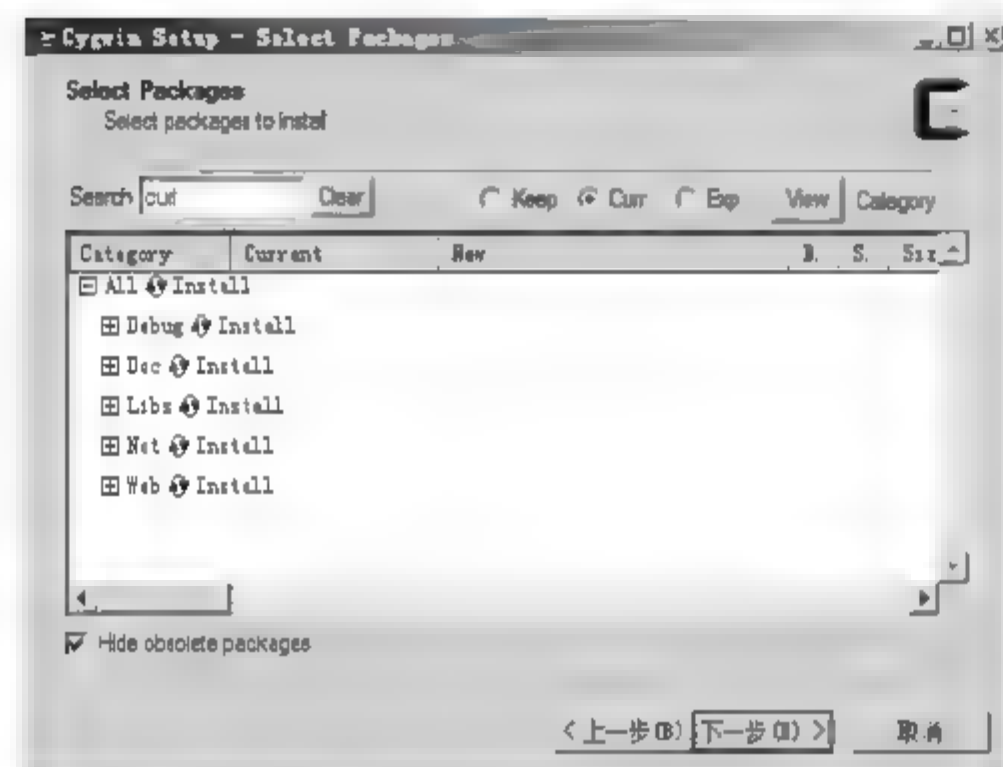 Cygwin Setup - Select Packages
Select Packages
Select packages to install
Search curl Clear Keep Curr Exp View Category
Category Current New B. S. Siz
All Install
Debug Install
Doc Install
Libs Install
Net Install
Web Install
Hide obsolete packages
< 上一步(B) 下一步(N) > 取消